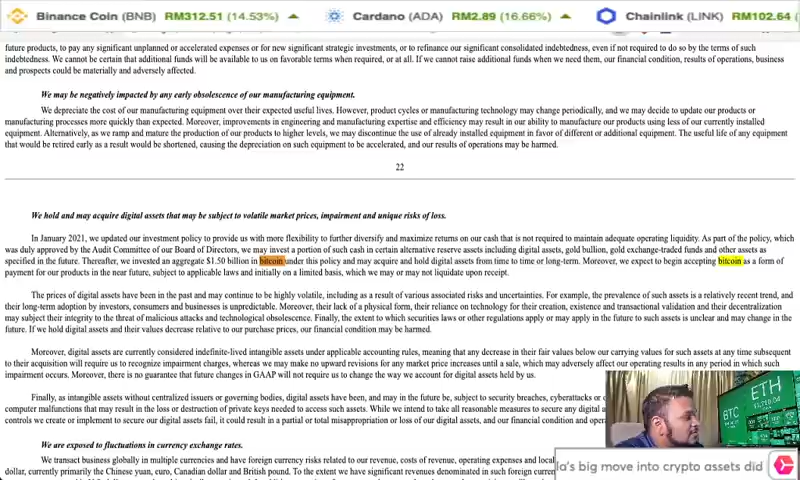 Binance Coin (BNB) RM312.51 (14.53%) Cardano (ADA) RM2.89 (16.66%) Chainlink (LINK) RM102.64
future products, to pay any significant unplanned or accelerated expenses or for new significant strategic investments, or to refinance our significant consolidated indebtedness, even if not required to do so by the terms of such
indebtedness. We cannot be certain that additional funds will be available to us on favorable terms when required, or at all. If we cannot raise additional funds when we need them, our financial condition, results of operations, business
and prospects could be materially and adversely affected.
We may be negatively impacted by any early obsolescence of our manufacturing equipment.
We depreciate the cost of our manufacturing equipment over their expected useful lives. However, product cycles or manufacturing technology may change periodically, and we may decide to update our products or
manufacturing processes more quickly than expected. Moreover, improvements in engineering and manufacturing expertise and efficiency may result in our ability to manufacture our products using less of our currently installed
equipment. Alternatively, as we ramp and mature the production of our products to higher levels, we may discontinue the use of already installed equipment in favor of different or additional equipment. The useful life of any equipment
that would be retired early as a result would be shortened, causing the depreciation on such equipment to be accelerated, and our results of operations may be harmed.
22
We hold and may acquire digital assets that may be subject to volatile market prices, impairment and unique risks of loss.
In January 2021, we updated our investment policy to provide us with more flexibility to further diversify and maximize returns on our cash that is not required to maintain adequate operating liquidity. As part of the policy, which
was duly approved by the Audit Committee of our Board of Directors, we may invest a portion of such cash in certain alternative reserve assets including digital assets, gold bullion, gold exchange-traded funds and other assets as
specified in the future. Thereafter, we invested an aggregate $1.50 billion in bitcoin under this policy and may acquire and hold digital assets from time to time or long-term. Moreover, we expect to begin accepting bitcoin as a form of
payment for our products in the near future, subject to applicable laws and initially on a limited basis, which we may or may not liquidate upon receipt.
The prices of digital assets have been in the past and may continue to be highly volatile, including as a result of various associated risks and uncertainties. For example, the prevalence of such assets is a relatively recent trend, and
their long-term adoption by investors, consumers and businesses is unpredictable. Moreover, their lack of a physical form, their reliance on technology for their creation, existence and transactional validation and their decentralization
may subject their integrity to the threat of malicious attacks and technological obsolescence. Finally, the extent to which securities laws or other regulations apply or may apply in the future to such assets is unclear and may change in the
future. If we hold digital assets and their values decrease relative to our purchase prices, our financial condition may be harmed.
Moreover, digital assets are currently considered indefinite-lived intangible assets under applicable accounting rules, meaning that any decrease in their fair values below our carrying values for such assets at any time subsequent
to their acquisition will require us to recognize impairment charges, whereas we may make no upward revisions for any market price increases until a sale, which may adversely affect our operating results in any period in which such
impairment occurs. Moreover, there is no guarantee that future changes in GAAP will not require us to change the way we account for digital assets held by us.
Finally, as intangible assets without centralized issuers or governing bodies, digital assets have been, and may in the future be, subject to security breaches, cyberattacks or
computer malfunctions that may result in the loss or destruction of private keys needed to access such assets. While we intend to take all reasonable measures to secure any digital
controls we create or implement to secure our digital assets fail, it could result in a partial or total misappropriation or loss of our digital assets, and our financial condition and
We are exposed to fluctuations in currency exchange rates.
We transact business globally in multiple currencies and have foreign currency risks related to our revenue, costs of revenue, operating expenses and
dollar, currently primarily the Chinese yuan, euro, Canadian dollar and British pound. To the extent we have significant revenues denominated in such foreign
BTC
ETH
a's big move into crypto assets did